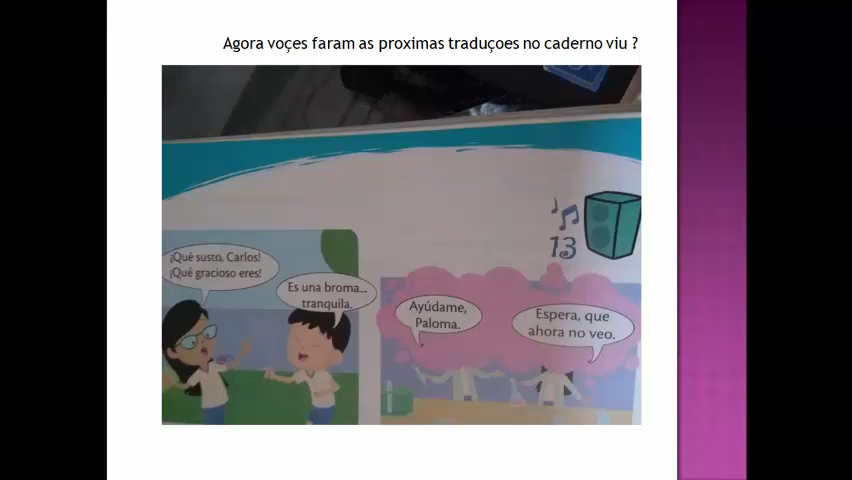 Agora voçes faram as proximas traduçoes no caderno viu ?
13
¡Qué susto, Carlos!
¡Qué gracioso eres!
Es una broma...
tranquila.
Ayúdame,
Paloma.
Espera, que
ahora no veo.